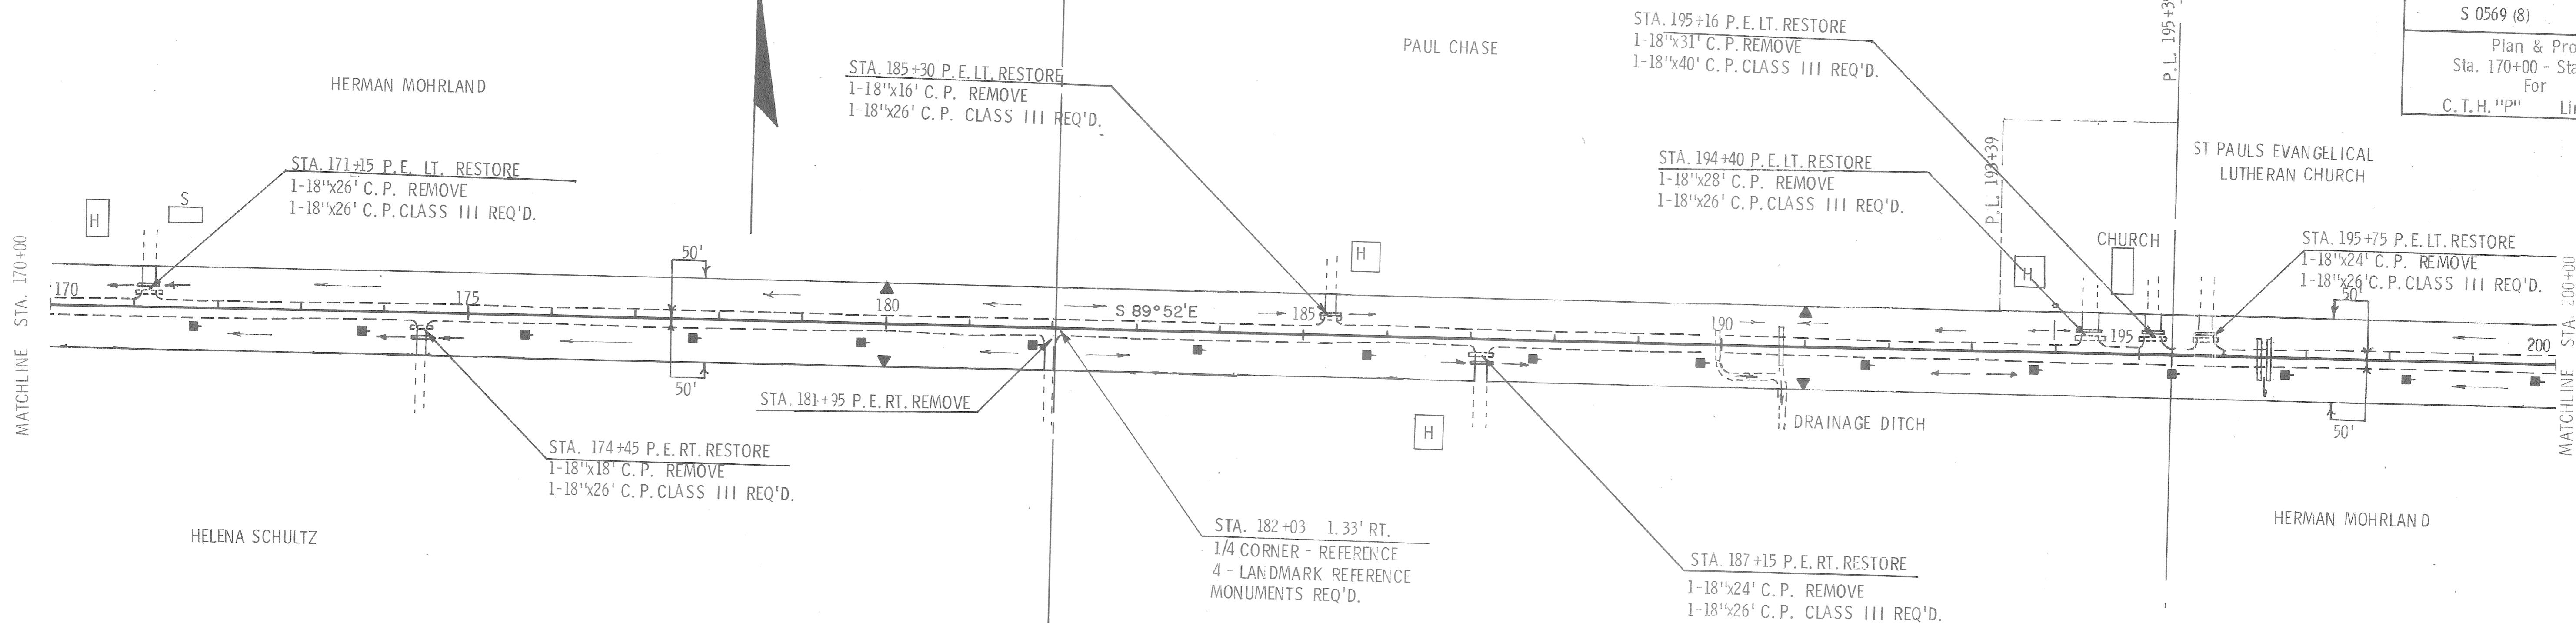 STA. 195+16 P.E. LT. RESTORE
1-18"x31' C.P. REMOVE
1-18"x40' C.P. CLASS III REQ'D.
P.L. 195+39
S 0569 (8)
Plan & Pro
Sta. 170+00 - Sta
For
C.T.H. "P" Li
PAUL CHASE
HERMAN MOHRLAND
STA. 185+30 P.E. LT. RESTORE
1-18"x16' C.P. REMOVE
1-18"x26' C.P. CLASS III REQ'D.
STA. 171+15 P.E. LT. RESTORE
1-18"x26' C.P. REMOVE
1-18"x26' C.P. CLASS III REQ'D.
STA. 194+40 P.E. LT. RESTORE
1-18"x28' C.P. REMOVE
1-18"x26' C.P. CLASS III REQ'D.
P.L. 193+39
ST PAULS EVANGELICAL
LUTHERAN CHURCH
STA. 195+75 P.E. LT. RESTORE
1-18"x24' C.P. REMOVE
1-18"x26' C.P. CLASS III REQ'D.
H
S
H
H
CHURCH
50'
50'
MATCHLINE STA. 170+00
170
175
180
S 89°52'E
185
190
195
200
MATCHLINE STA. 200+00
50'
50'
STA. 181+95 P.E. RT. REMOVE
H
DRAINAGE DITCH
STA. 174+45 P.E. RT. RESTORE
1-18"x18' C.P. REMOVE
1-18"x26' C.P. CLASS III REQ'D.
HELENA SCHULTZ
STA. 182+03 1.33' RT.
1/4 CORNER - REFERENCE
4 - LANDMARK REFERENCE
MONUMENTS REQ'D.
STA. 187+15 P.E. RT. RESTORE
1-18"x24' C.P. REMOVE
1-18"x26' C.P. CLASS III REQ'D.
HERMAN MOHRLAND